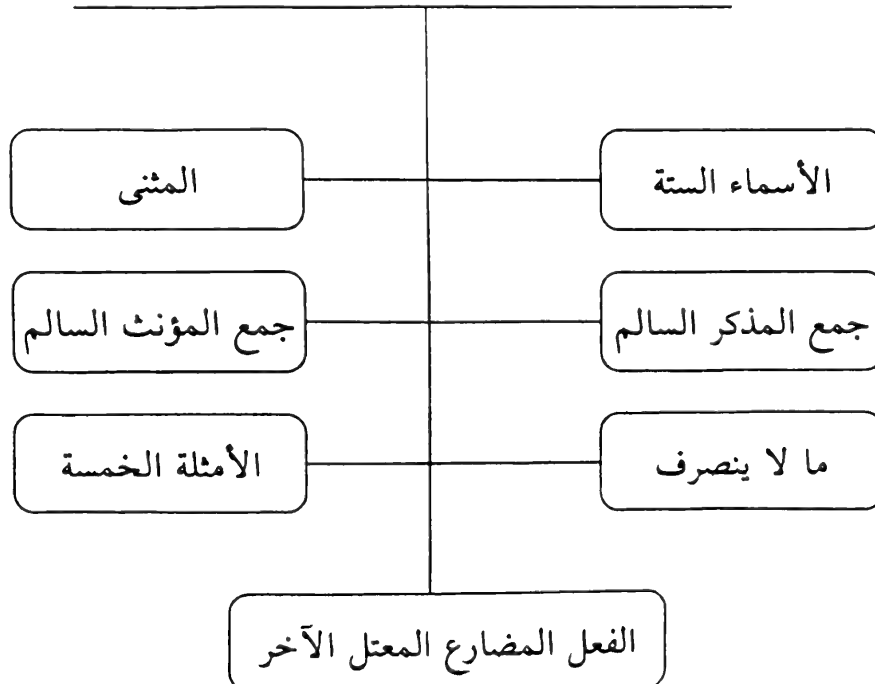 الأسماء الستة
المثنى
جمع المذكر السالم
جمع المؤنث السالم
ما لا ينصرف
الأمثلة الخمسة
الفعل المضارع المعتل الآخر